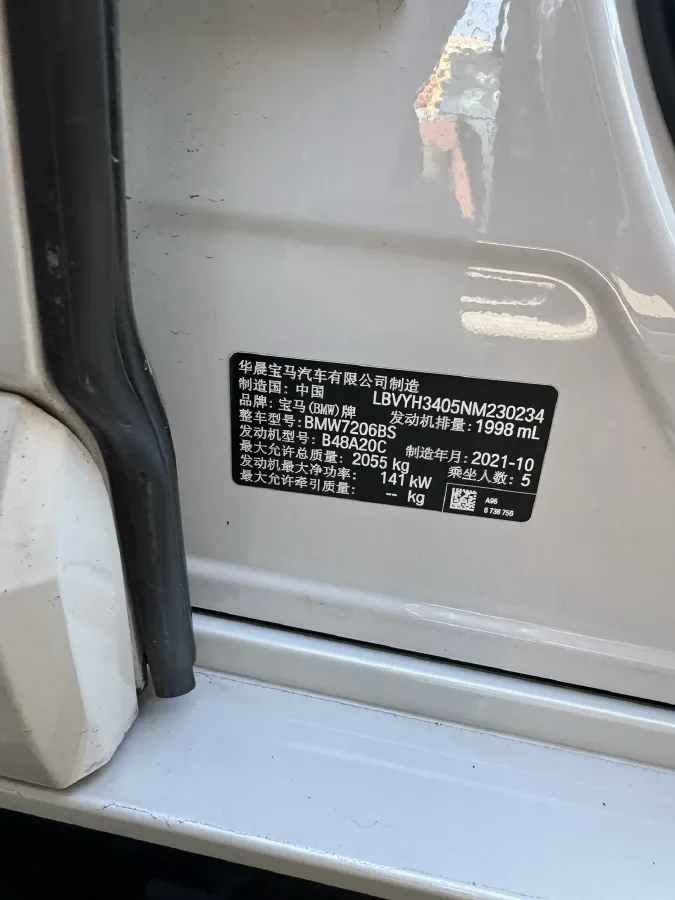 华晨宝马汽车有限公司制造
制造国: 中国 LBVYH3405NM230234
品牌: 宝马(BMW)牌 发动机排量: 1998 mL
整车型号: BMW7206BS
发动机型号: B48A20C 制造年月: 2021-10
最大允许总质量: 2055 kg 乘坐人数: 5
发动机最大净功率: 141 kW
最大允许牵引质量: -- kg
A96